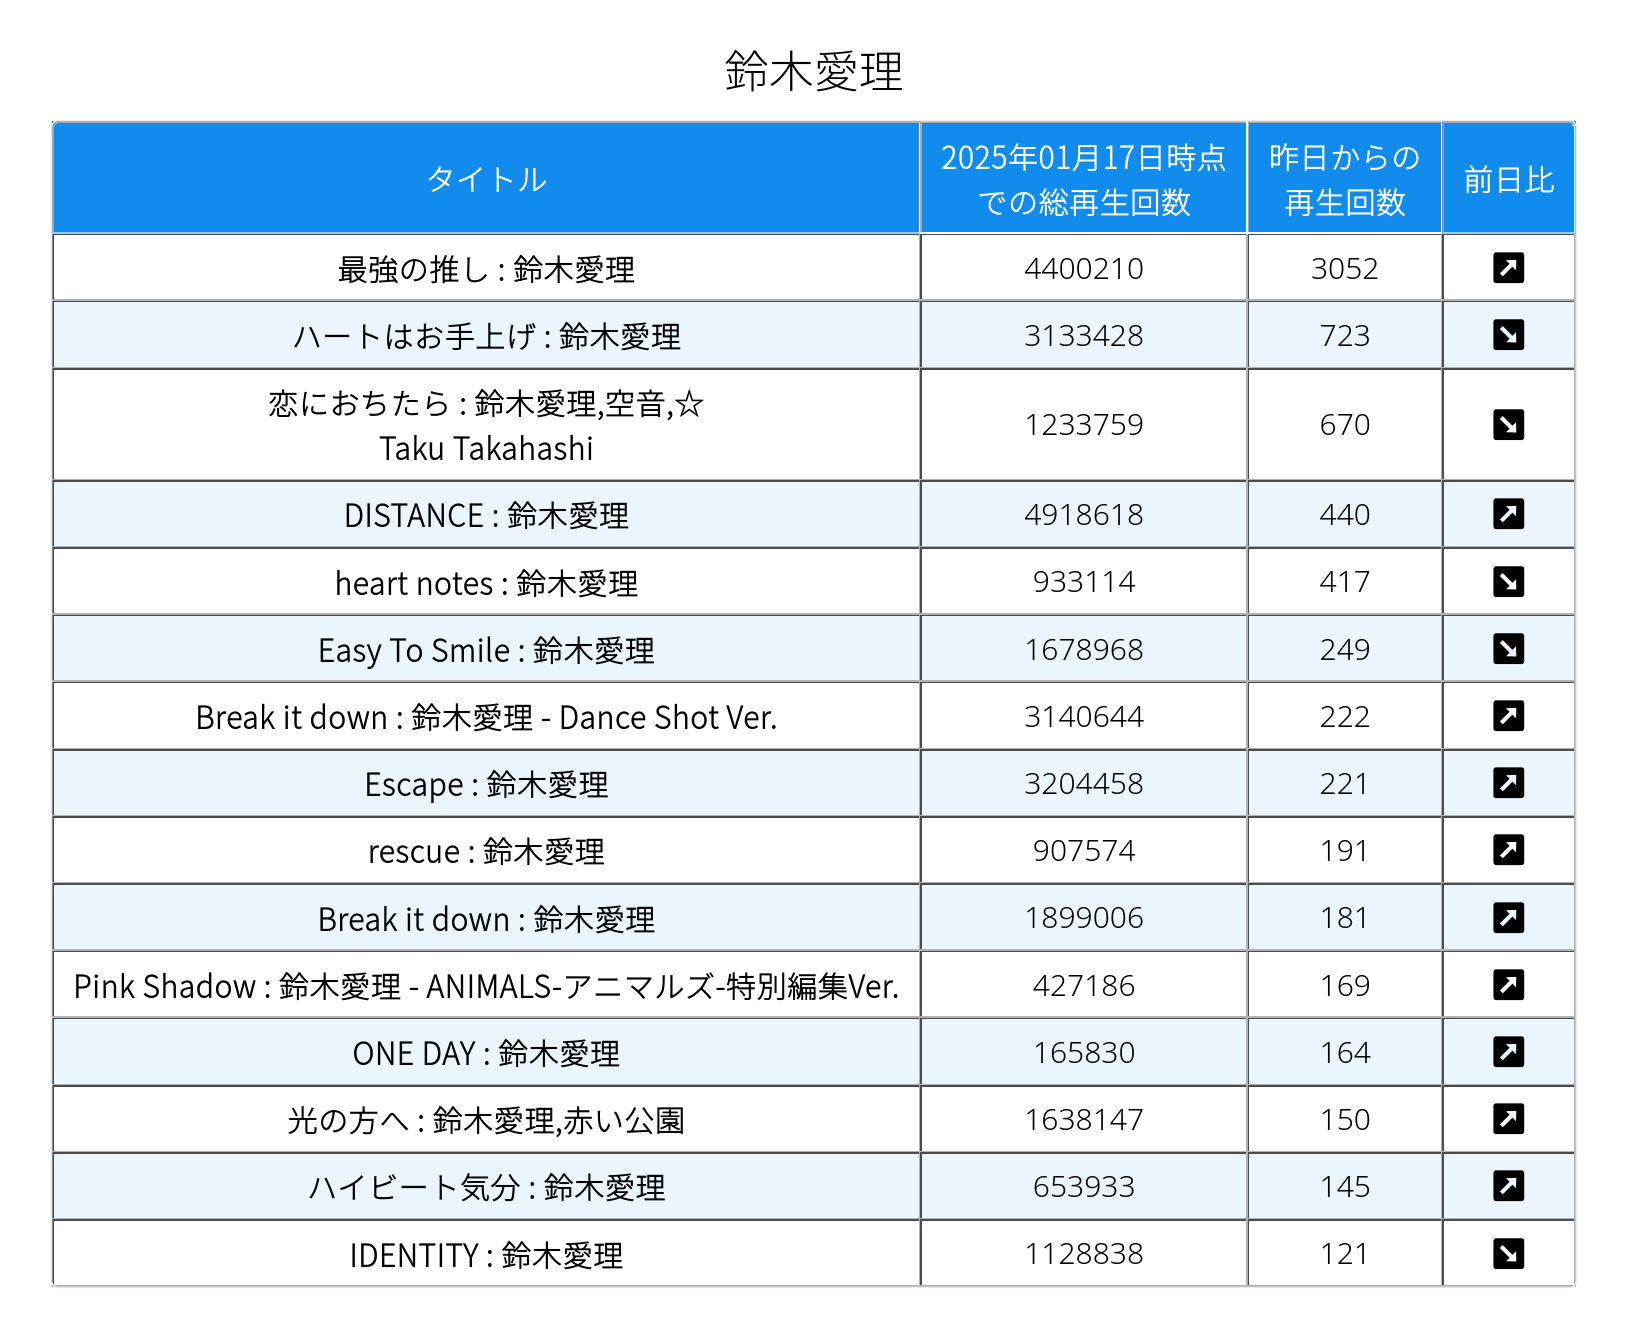 鈴木愛理
タイトル
2025年01月17日時点
での総再生回数
昨日からの
再生回数
前日比
最強の推し : 鈴木愛理 4400210 3052
ハートはお手上げ : 鈴木愛理 3133428 723
恋におちたら : 鈴木愛理,空音,☆
Taku Takahashi 1233759 670
DISTANCE : 鈴木愛理 4918618 440
heart notes : 鈴木愛理 933114 417
Easy To Smile : 鈴木愛理 1678968 249
Break it down : 鈴木愛理 - Dance Shot Ver. 3140644 222
Escape : 鈴木愛理 3204458 221
rescue : 鈴木愛理 907574 191
Break it down : 鈴木愛理 1899006 181
Pink Shadow : 鈴木愛理 - ANIMALS-アニマルズ-特別編集Ver. 427186 169
ONE DAY : 鈴木愛理 165830 164
光の方へ : 鈴木愛理,赤い公園 1638147 150
ハイビート気分 : 鈴木愛理 653933 145
IDENTITY : 鈴木愛理 1128838 121